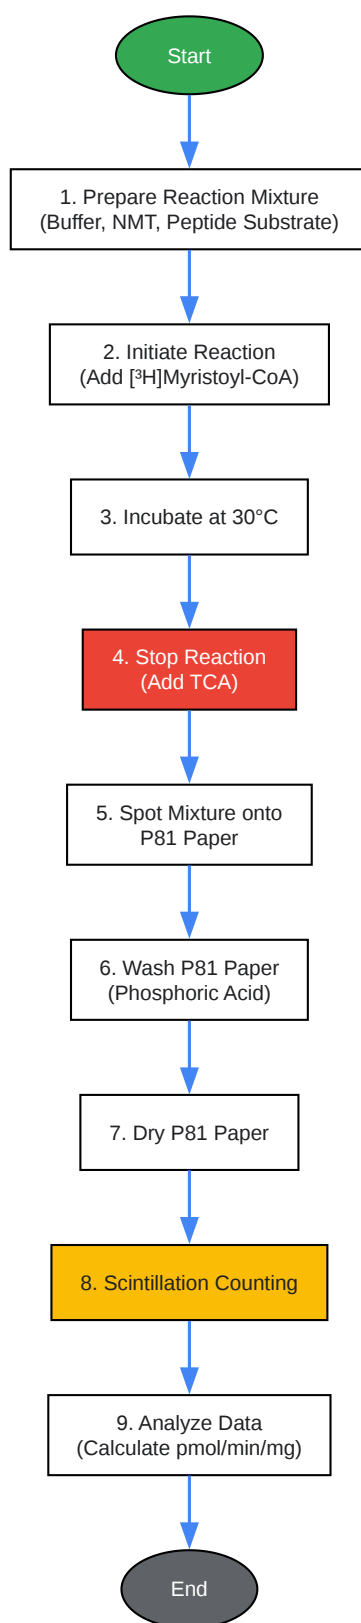 Start
1. Prepare Reaction Mixture
(Buffer, NMT, Peptide Substrate)
2. Initiate Reaction
(Add [³H]Myristoyl-CoA)
3. Incubate at 30°C
4. Stop Reaction
(Add TCA)
5. Spot Mixture onto
P81 Paper
6. Wash P81 Paper
(Phosphoric Acid)
7. Dry P81 Paper
8. Scintillation Counting
9. Analyze Data
(Calculate pmol/min/mg)
End